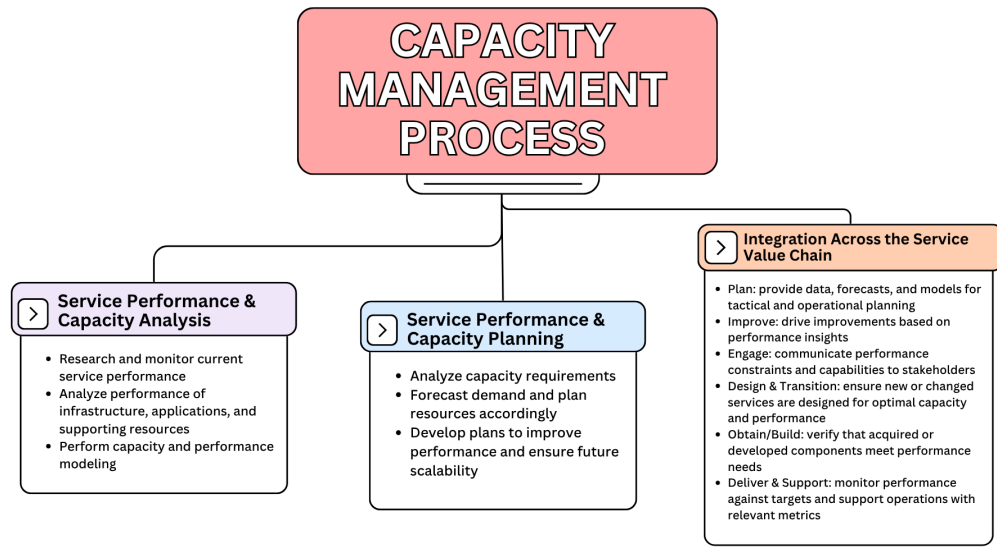 CAPACITY
MANAGEMENT
PROCESS
Service Performance &
Capacity Analysis
• Research and monitor current
service performance
• Analyze performance of
infrastructure, applications, and
supporting resources
• Perform capacity and performance
modeling
Service Performance &
Capacity Planning
• Analyze capacity requirements
• Forecast demand and plan
resources accordingly
• Develop plans to improve
performance and ensure future
scalability
Integration Across the Service
Value Chain
• Plan: provide data, forecasts, and models for
tactical and operational planning
• Improve: drive improvements based on
performance insights
• Engage: communicate performance
constraints and capabilities to stakeholders
• Design & Transition: ensure new or changed
services are designed for optimal capacity
and performance
• Obtain/Build: verify that acquired or
developed components meet performance
needs
• Deliver & Support: monitor performance
against targets and support operations with
relevant metrics